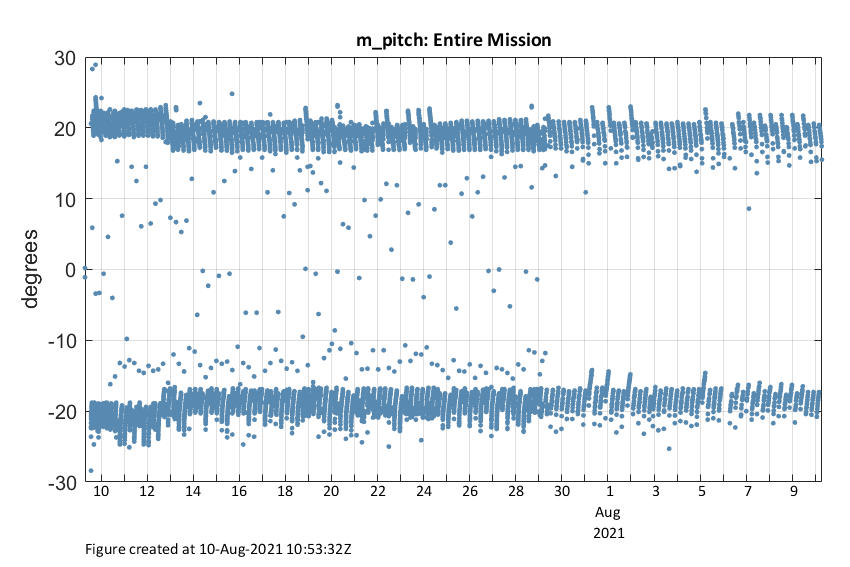 m_pitch: Entire Mission
30
20
10
0
-10
-20
-30
degrees
10 12 14 16 18 20 22 24 26 28 30 1 3 5 7 9
Aug
2021
Figure created at 10-Aug-2021 10:53:32Z